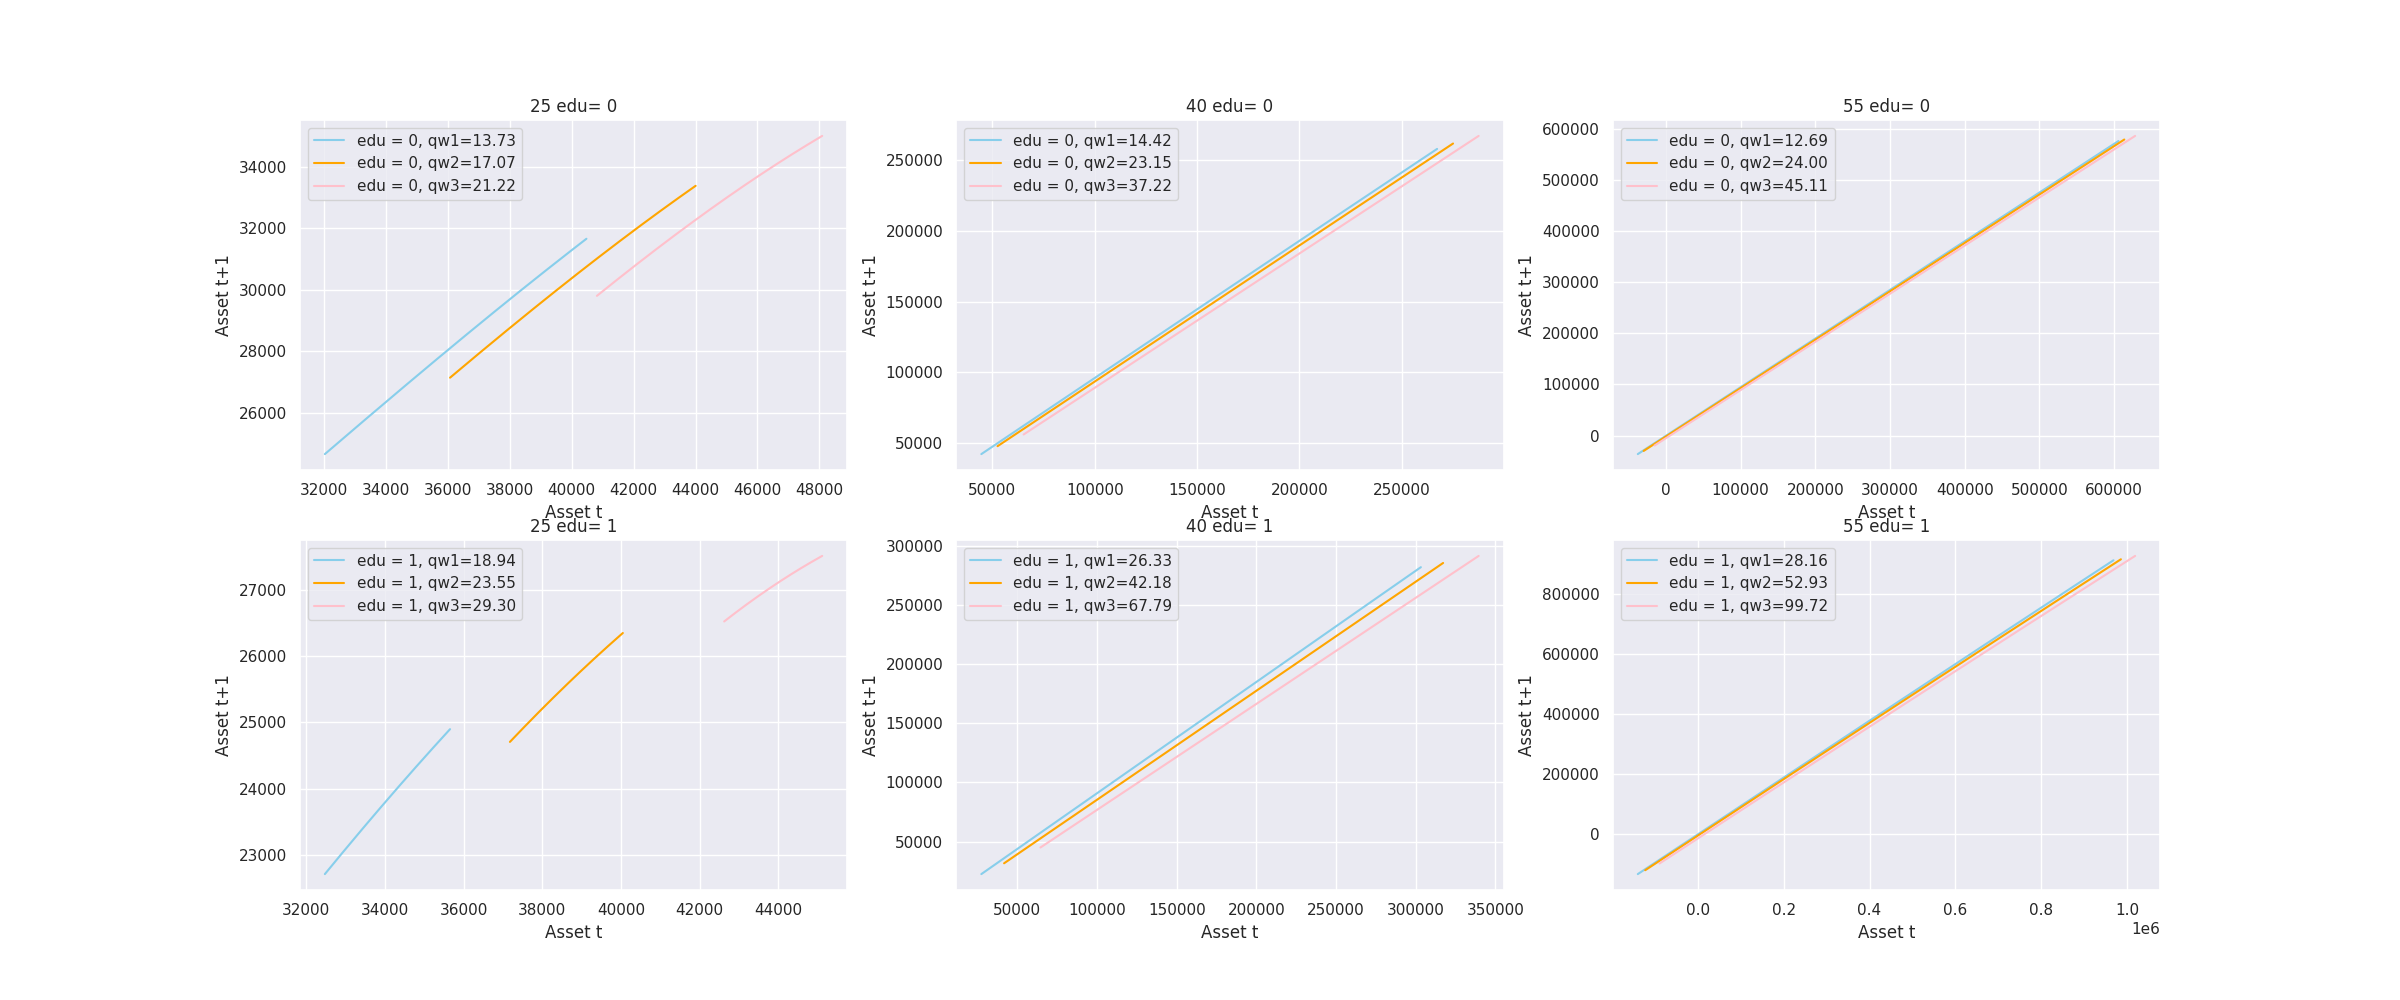 25 edu= 0
edu = 0, qw1=13.73
edu = 0, qw2=17.07
edu = 0, qw3=21.22
Asset t+1
34000
32000
30000
28000
26000
32000 34000 36000 38000 40000 42000 44000 46000 48000
Asset t
40 edu= 0
edu = 0, qw1=14.42
edu = 0, qw2=23.15
edu = 0, qw3=37.22
Asset t+1
250000
200000
150000
100000
50000
50000 100000 150000 200000 250000
Asset t
55 edu= 0
edu = 0, qw1=12.69
edu = 0, qw2=24.00
edu = 0, qw3=45.11
Asset t+1
600000
500000
400000
300000
200000
100000
0
0 100000 200000 300000 400000 500000 600000
Asset t
25 edu= 1
edu = 1, qw1=18.94
edu = 1, qw2=23.55
edu = 1, qw3=29.30
Asset t+1
27000
26000
25000
24000
23000
32000 34000 36000 38000 40000 42000 44000
Asset t
40 edu= 1
edu = 1, qw1=26.33
edu = 1, qw2=42.18
edu = 1, qw3=67.79
Asset t+1
300000
250000
200000
150000
100000
50000
50000 100000 150000 200000 250000 300000 350000
Asset t
55 edu= 1
edu = 1, qw1=28.16
edu = 1, qw2=52.93
edu = 1, qw3=99.72
Asset t+1
800000
600000
400000
200000
0
0.0 0.2 0.4 0.6 0.8 1.0
1e6
Asset t